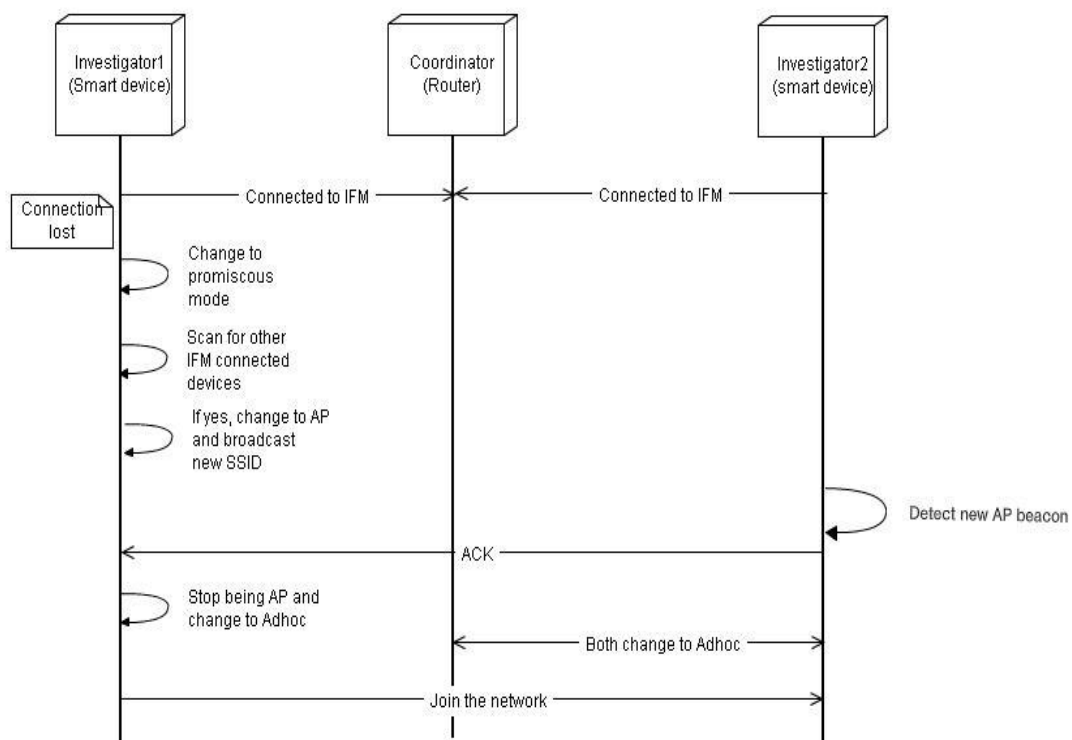 Investigator1
(Smart device)
Coordinator
(Router)
Investigator2
(smart device)
Connected to IFM
Connected to IFM
Connection
lost
Change to
promiscous
mode
Scan for other
IFM connected
devices
If yes, change to AP
and broadcast
new SSID
Detect new AP beacon
ACK
Stop being AP and
change to Adhoc
Both change to Adhoc
Join the network